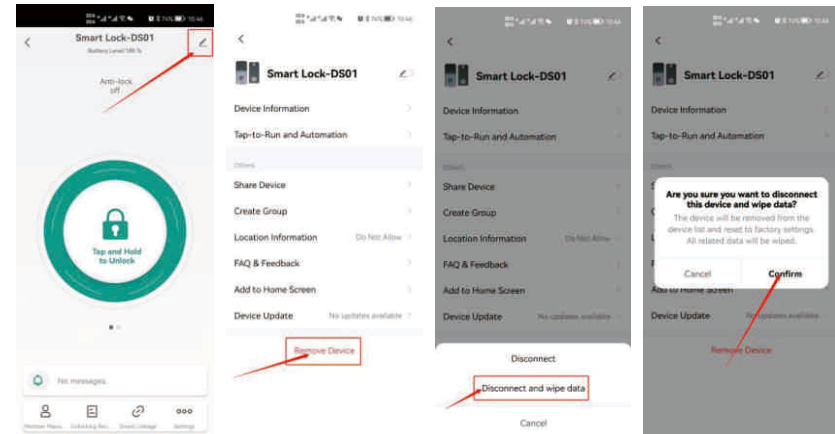 Smart Lock-DS01
Battery Level:100 %
Anti-lock
off
Tap and Hold
to Unlock
No messages.
Smart Linkage
Settings
Smart Lock-DS01
Device Information
Tap-to-Run and Automation
Others
Share Device
Create Group
Location Information Do Not Allow
FAQ & Feedback
Add to Home Screen
Device Update No updates available
Remove Device
Smart Lock-DS01
Device Information
Tap-to-Run and Automation
Others
Share Device
Create Group
Location Information Do Not Allow
FAQ & Feedback
Add to Home Screen
Device Update No updates available
Disconnect
Disconnect and wipe data
Cancel
Smart Lock-DS01
Device Information
Tap-to-Run and Automation
Others
Are you sure you want to disconnect
this device and wipe data?
The device will be removed from the
device list and reset to factory settings.
All related data will be wiped.
Cancel Confirm
Add to Home Screen
Device Update No updates available
Remove Device